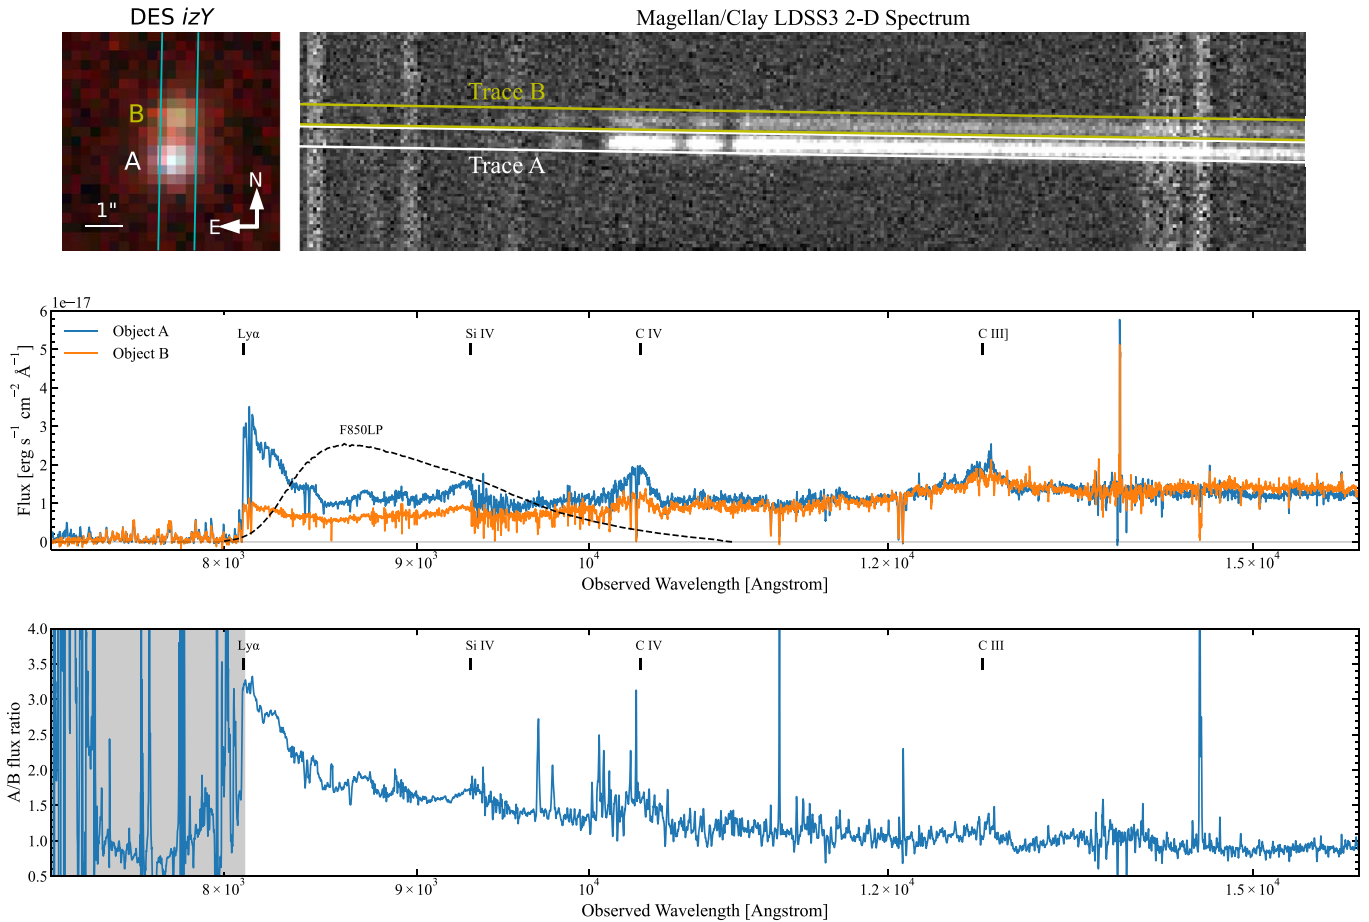 DES izY
Magellan/Clay LDSS3 2-D Spectrum
B
A
1"
N
E
Trace B
Trace A
1e−17
Object A
Object B
Lyα
Si IV
C IV
C III]
F850LP
6
5
4
3
2
1
0
Flux [erg s⁻¹ cm⁻² Å⁻¹]
8 × 10³
9 × 10³
10⁴
1.2 × 10⁴
1.5 × 10⁴
Observed Wavelength [Angstrom]
Lyα
Si IV
C IV
C III
4.0
3.5
3.0
2.5
2.0
1.5
1.0
0.5
A/B flux ratio
8 × 10³
9 × 10³
10⁴
1.2 × 10⁴
1.5 × 10⁴
Observed Wavelength [Angstrom]